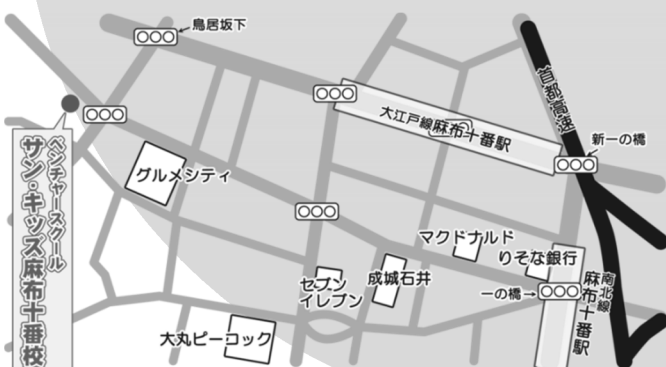 鳥居坂下
大江戸線麻布十番駅
首都高速
新一の橋
ベンチャースクール
サン・キッズ麻布十番校
グルメシティ
マクドナルド
りそな銀行
成城石井
セブン
イレブン
一の橋→
南北線
麻布十番駅
大丸ピーコック